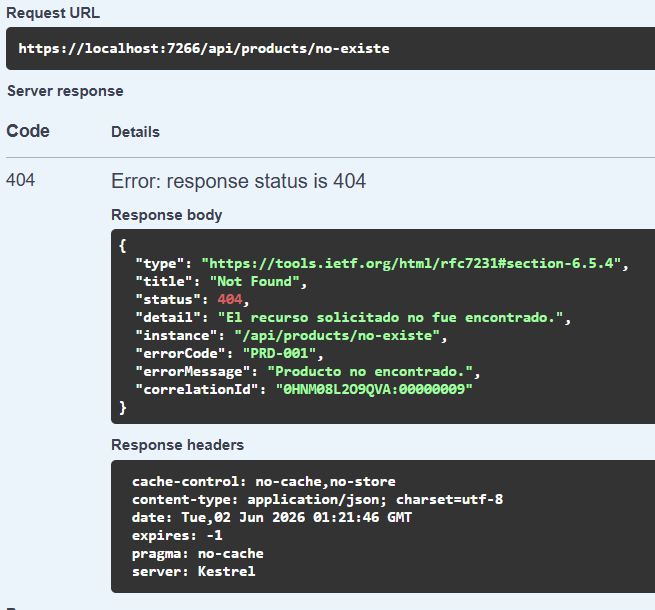 Request URL
https://localhost:7266/api/products/no-existe
Server response
Code Details
404 Error: response status is 404
Response body
{
"type": "https://tools.ietf.org/html/rfc7231#section-6.5.4",
"title": "Not Found",
"status": 404,
"detail": "El recurso solicitado no fue encontrado.",
"instance": "/api/products/no-existe",
"errorCode": "PRD-001",
"errorMessage": "Producto no encontrado.",
"correlationId": "0HNM08L2O9QVA:00000009"
}
Response headers
cache-control: no-cache,no-store
content-type: application/json; charset=utf-8
date: Tue,02 Jun 2026 01:21:46 GMT
expires: -1
pragma: no-cache
server: Kestrel